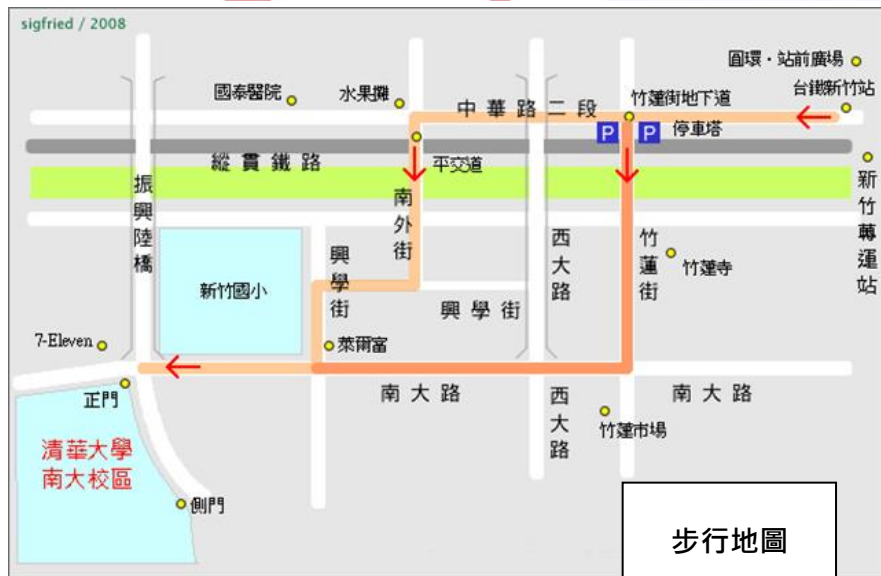 sigfried / 2008
圓環・站前廣場
國泰醫院
水果攤
中華路二段
竹蓮街地下道
台鐵新竹站
P
P
停車塔
縱貫鐵路
平交道
振興陸橋
南外街
興學街
西大路
竹蓮街
竹蓮寺
新竹轉運站
新竹國小
興學街
7-Eleven
萊爾富
正門
南大路
西大路
南大路
竹蓮市場
清華大學
南大校區
側門
步行地圖